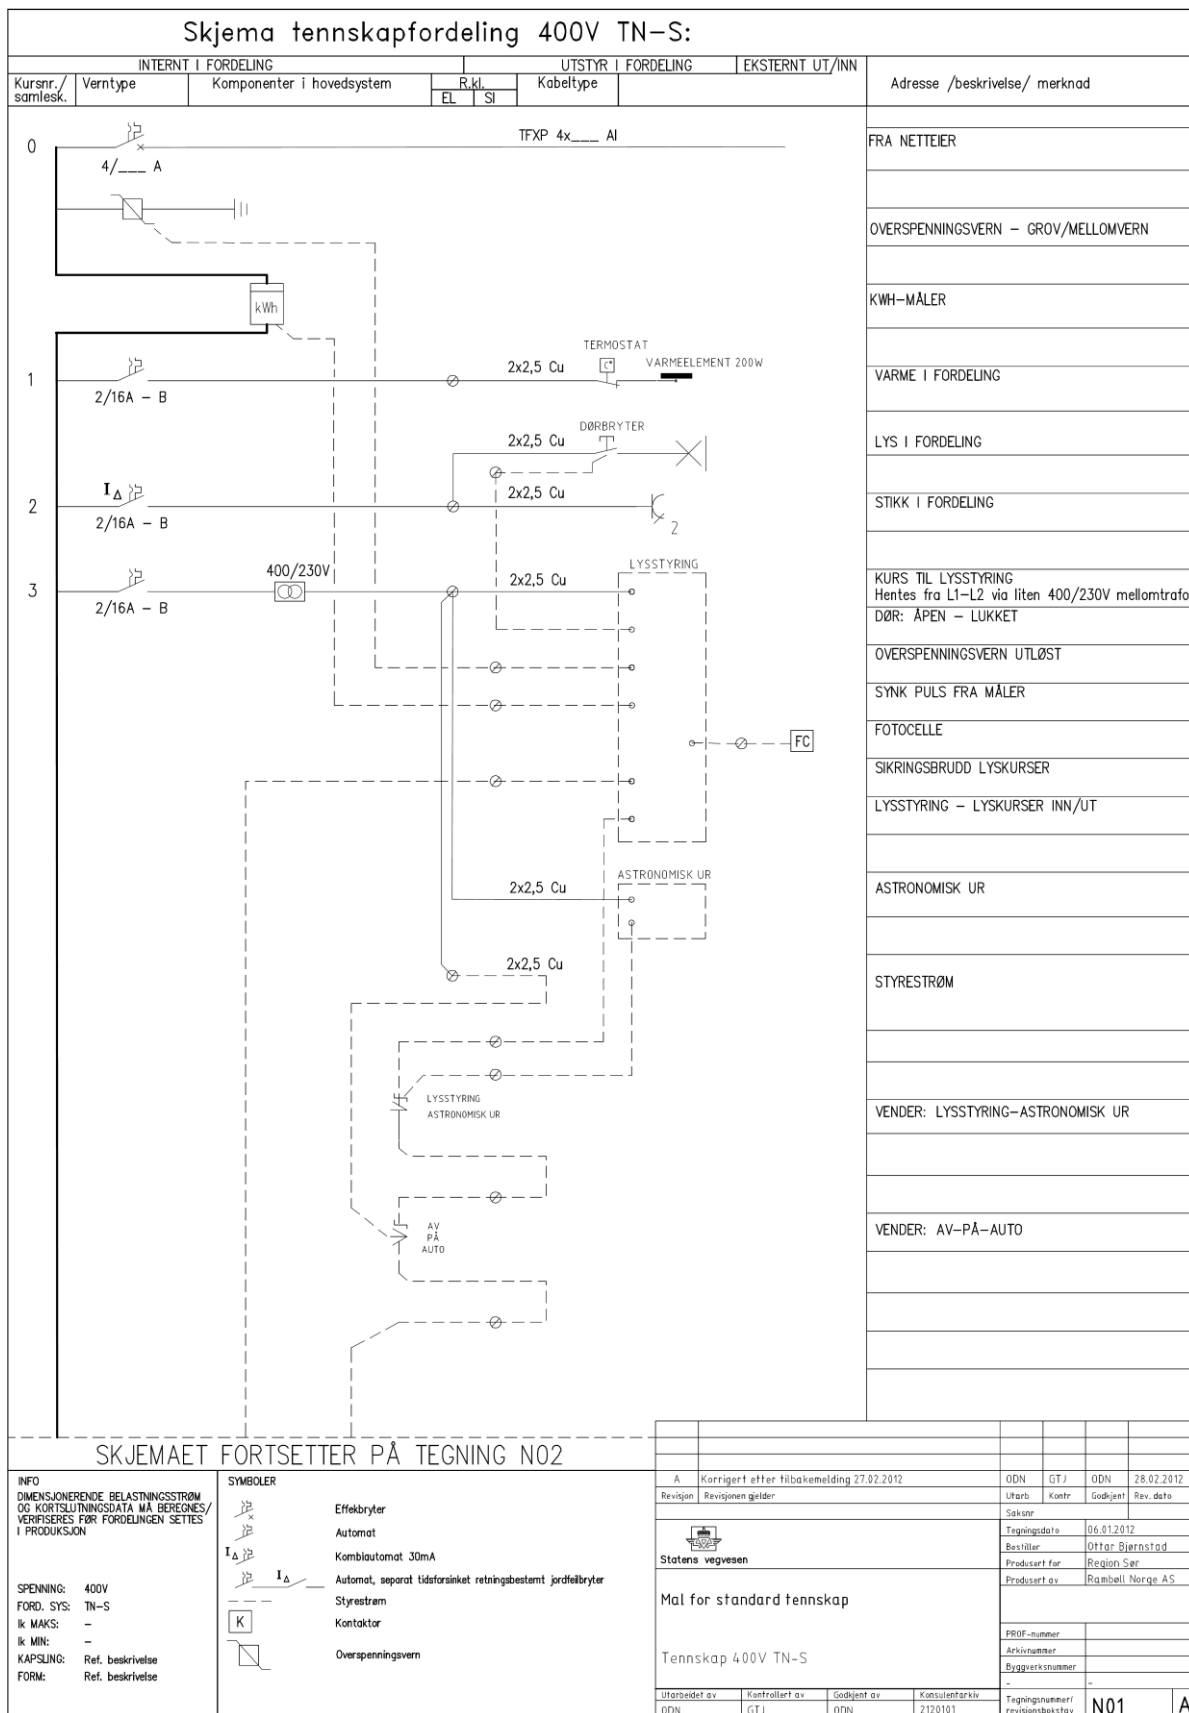 Skjema tennskapfordeling 400V TN-S:
INTERNT I FORDELING
UTSTYR I FORDELING
EKSTERNT UT/INN
Kursnr./
samlesk.
Verntype
Komponenter i hovedsystem
R.kl.
EL SI
Kabeltype
Adresse /beskrivelse/ merknad
0
4/___ A
TFXP 4x___ Al
FRA NETTEIER
OVERSPENNINGSVERN - GROV/MELLOMVERN
kWh
KWH-MÅLER
1
2/16A - B
2x2,5 Cu
TERMOSTAT
C°
VARMEELEMENT 200W
VARME I FORDELING
2x2,5 Cu
DØRBRYTER
LYS I FORDELING
2
I∆
2/16A - B
2x2,5 Cu
2
STIKK I FORDELING
3
2/16A - B
400/230V
2x2,5 Cu
LYSSTYRING
KURS TIL LYSSTYRING
Hentes fra L1-L2 via liten 400/230V mellomtrafo
DØR: ÅPEN - LUKKET
OVERSPENNINGSVERN UTLØST
SYNK PULS FRA MÅLER
FOTOCELLE
FC
SIKRINGSBRUDD LYSKURSER
LYSSTYRING - LYSKURSER INN/UT
2x2,5 Cu
ASTRONOMISK UR
ASTRONOMISK UR
2x2,5 Cu
STYRESTRØM
LYSSTYRING
ASTRONOMISK UR
VENDER: LYSSTYRING-ASTRONOMISK UR
AV
PÅ
AUTO
VENDER: AV-PÅ-AUTO
SKJEMAET FORTSETTER PÅ TEGNING N02
INFO
DIMENSJONERENDE BELASTNINGSSTRØM
OG KORTSLUTNINGSDATA MÅ BEREGNES/
VERIFISERES FØR FORDELINGEN SETTES
I PRODUKSJON
SPENNING: 400V
FORD. SYS: TN-S
Ik MAKS: -
Ik MIN: -
KAPSLING: Ref. beskrivelse
FORM: Ref. beskrivelse
SYMBOLER
Effekbryter
Automat
I∆ Kombiautomat 30mA
I∆ Automat, separat tidsforsinket retningsbestemt jordfeilbryter
Styrestrøm
K Kontaktor
Overspenningsvern
A Korrigert etter tilbakemelding 27.02.2012 ODN GTJ ODN 28.02.2012
Revisjon Revisjonen gjelder Utarb Kontr Godkjent Rev. dato
Saksnr
Statens vegvesen
Tegningsdato 06.01.2012
Bestiller Ottar Bjørnstad
Produsert for Region Sør
Produsert av Rambøll Norge AS
Mal for standard tennskap
Tennskap 400V TN-S
PROF-nummer
Arkivnummer
Byggverksnummer
- -
Utarbeidet av Kontrollert av Godkjent av Konsulentarkiv
ODN GTJ ODN 2120101
Tegningsnummer/
revisjonsbokstav
N01 A